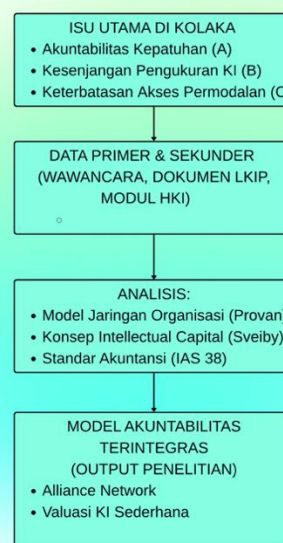 ISU UTAMA DI KOLAKA
• Akuntabilitas Kepatuhan (A)
• Kesenjangan Pengukuran KI (B)
• Keterbatasan Akses Permodalan (C
DATA PRIMER & SEKUNDER
(WAWANCARA, DOKUMEN LKIP,
MODUL HKI)
ANALISIS:
• Model Jaringan Organisasi (Provan)
• Konsep Intellectual Capital (Sveiby)
• Standar Akuntansi (IAS 38)
MODEL AKUNTABILITAS
TERINTEGRAS
(OUTPUT PENELITIAN)
• Alliance Network
• Valuasi KI Sederhana